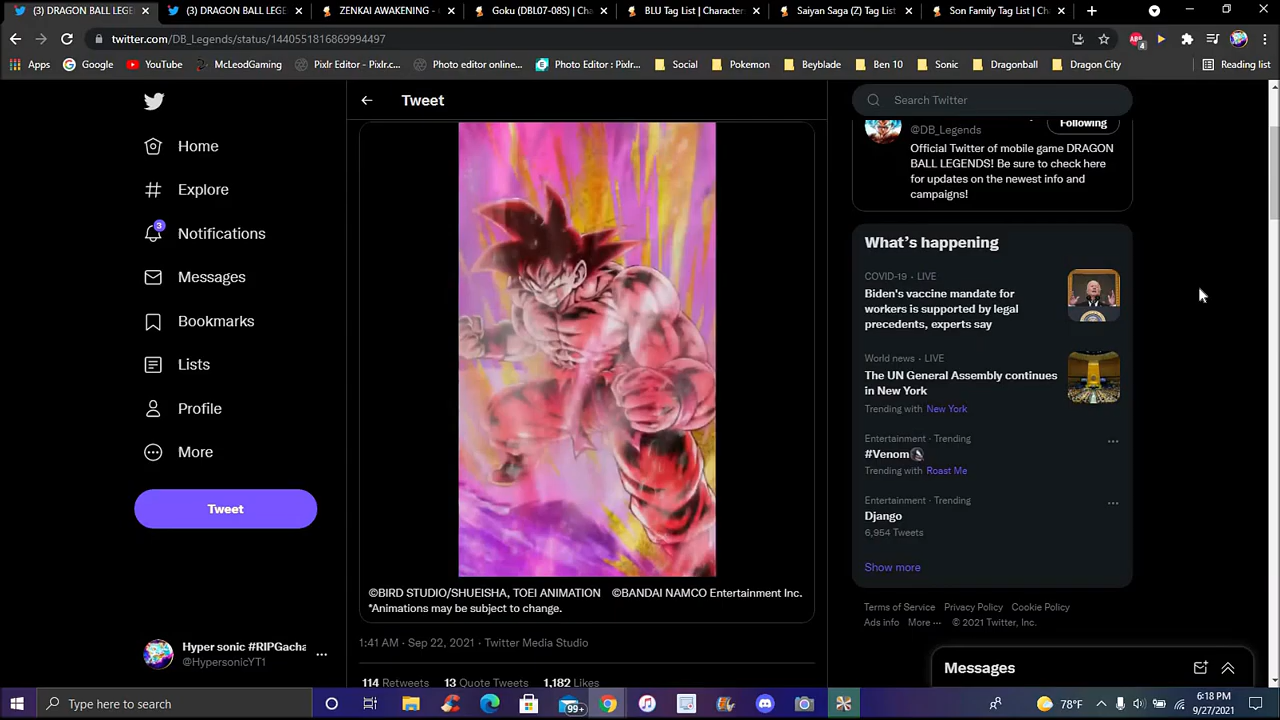 (3) DRAGON BALL LEGE
(3) DRAGON BALL LEGE
ZENKAI AWAKENING -
Goku (DBL07-08S) | Cha
BLU Tag List | Character
Saiyan Saga (Z) Tag List
Son Family Tag List | Cha
twitter.com/DB_Legends/status/1440551816869994497
4
Apps
Google
YouTube
McLeodGaming
Pixlr Editor - Pixlr.c...
Photo editor online...
Photo Editor : Pixlr...
Social
Pokemon
Beyblade
Ben 10
Sonic
Dragonball
Dragon City
Reading list
Home
Explore
3
Notifications
Messages
Bookmarks
Lists
Profile
More
Tweet
Hyper sonic #RIPGacha
@HypersonicYT1
Tweet
©BIRD STUDIO/SHUEISHA, TOEI ANIMATION ©BANDAI NAMCO Entertainment Inc.
*Animations may be subject to change.
1:41 AM · Sep 22, 2021 · Twitter Media Studio
114 Retweets 13 Quote Tweets 1,182 Likes
Search Twitter
@DB_Legends
Following
Official Twitter of mobile game DRAGON
BALL LEGENDS! Be sure to check here
for updates on the newest info and
campaigns!
What's happening
COVID-19 · LIVE
Biden's vaccine mandate for
workers is supported by legal
precedents, experts say
World news · LIVE
The UN General Assembly continues
in New York
Trending with New York
Entertainment · Trending
#Venom
Trending with Roast Me
Entertainment · Trending
Django
6,954 Tweets
Show more
Terms of Service Privacy Policy Cookie Policy
Ads info More ··· © 2021 Twitter, Inc.
Messages
Type here to search
99+
78°F
6:18 PM
9/27/2021